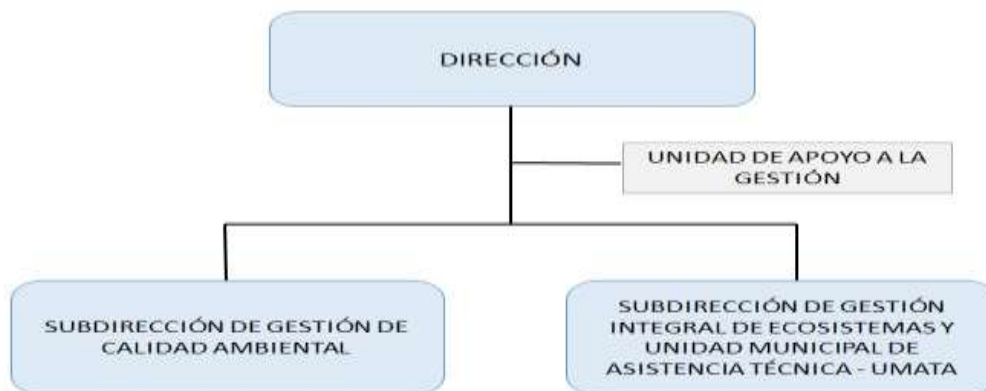 DIRECCIÓN
UNIDAD DE APOYO A LA
GESTIÓN
SUBDIRECCIÓN DE GESTIÓN DE
CALIDAD AMBIENTAL
SUBDIRECCIÓN DE GESTIÓN
INTEGRAL DE ECOSISTEMAS Y
UNIDAD MUNICIPAL DE
ASISTENCIA TÉCNICA - UMATA